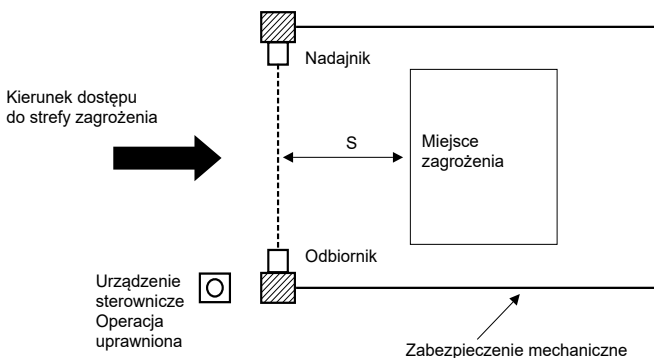 Nadajnik
Kierunek dostępu
do strefy zagrożenia
S
Miejsce
zagrożenia
Odbiornik
Urządzenie
sterownicze
Operacja
uprawniona
Zabezpieczenie mechaniczne